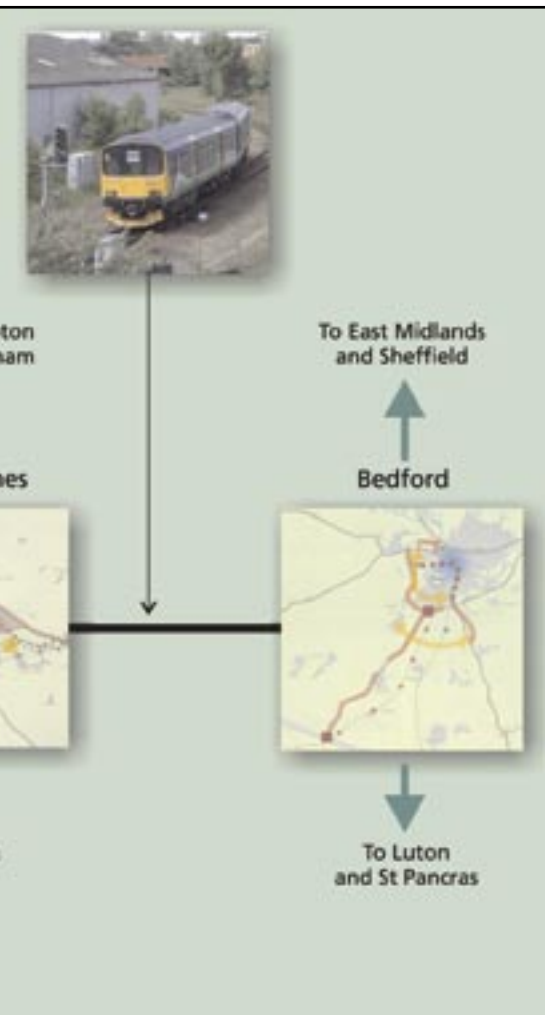 To East Midlands
and Sheffield
Bedford
To Luton
and St Pancras